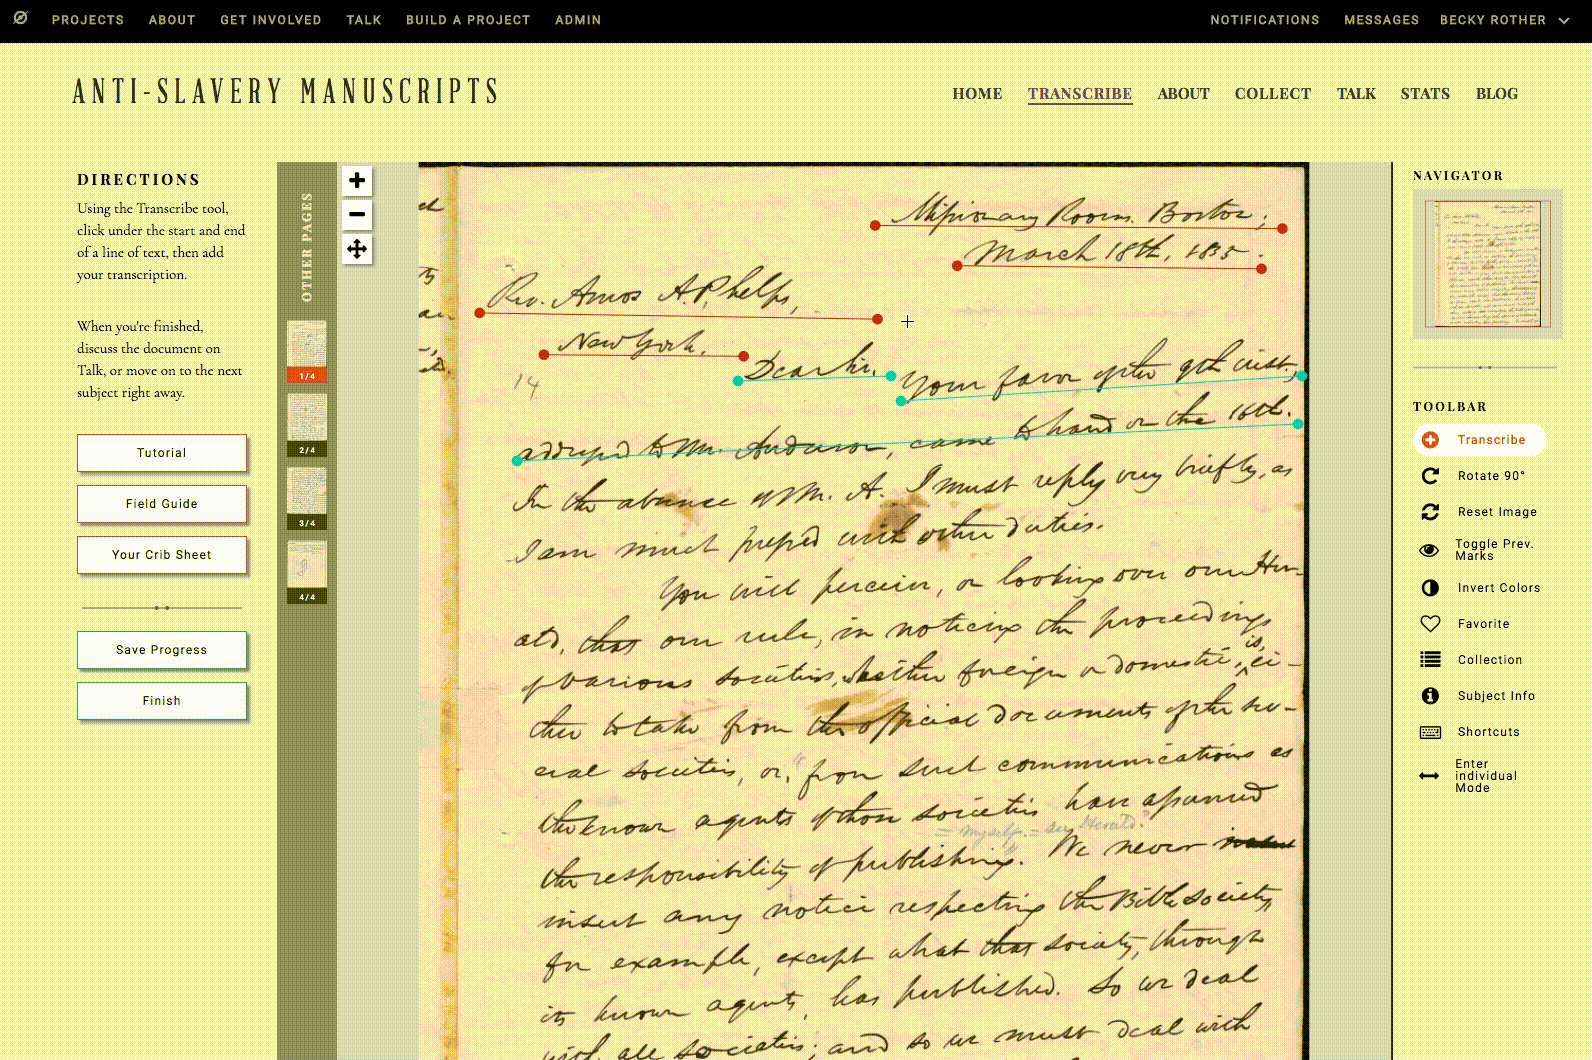 PROJECTS ABOUT GET INVOLVED TALK BUILD A PROJECT ADMIN
NOTIFICATIONS MESSAGES BECKY ROTHER
ANTI-SLAVERY MANUSCRIPTS
HOME TRANSCRIBE ABOUT COLLECT TALK STATS BLOG
DIRECTIONS
Using the Transcribe tool,
click under the start and end
of a line of text, then add
your transcription.
When you're finished,
discuss the document on
Talk, or move on to the next
subject right away.
Tutorial
Field Guide
Your Crib Sheet
Save Progress
Finish
OTHER PAGES
1/4
2/4
3/4
4/4
Missionary Rooms. Boston,
March 18th, 1835.
Rev. Amos A. Phelps,
New York.
14
Dear Sir,
Your favor of the 9th inst.,
addressed to Mr. Anderson, came to hand on the 16th.
In the absence of Mr. A. I must reply very briefly, as
I am much pressed with other duties.
You will perceive, on looking over our Her-
ald, that our rule, in noticing the proceedings
of various societies, whether foreign or domestic, is, ei-
ther to take from the official documents of the sev-
eral societies, or, from such communications as
the known agents of those societies have assumed
= myself. = see Herald."
the responsibility of publishing. We never
insert any notice respecting the Bible Society,
for example, except what that society, through
its known agents, has published. So we deal
with all societies; and so we must deal with
NAVIGATOR
TOOLBAR
Transcribe
Rotate 90°
Reset Image
Toggle Prev.
Marks
Invert Colors
Favorite
Collection
Subject Info
Shortcuts
Enter
individual
Mode